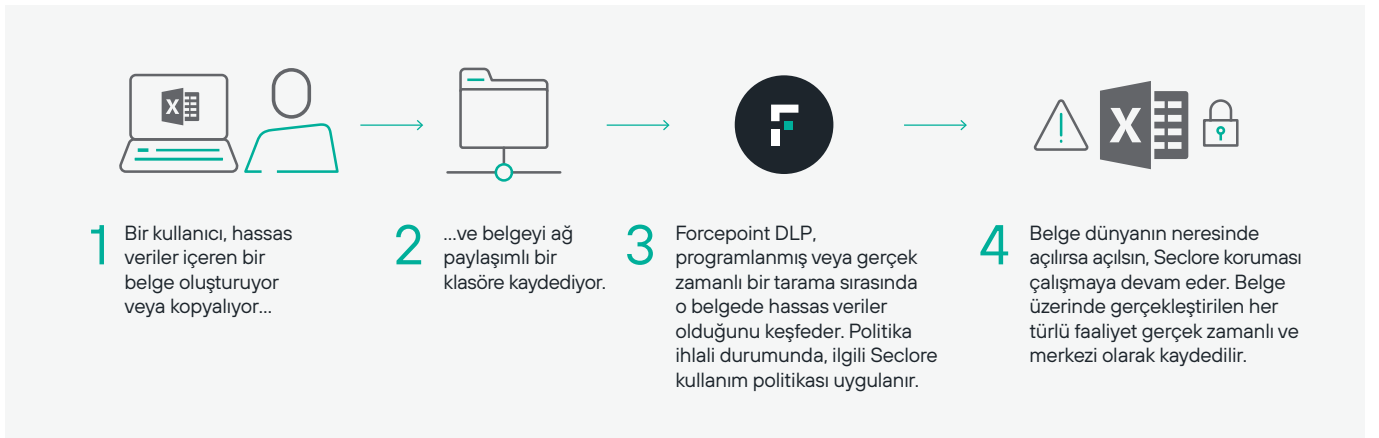 1
Bir kullanıcı, hassas
veriler içeren bir
belge oluşturuyor
veya kopyalıyor...
2
...ve belgeyi ağ
paylaşımlı bir
klasöre kaydediyor.
3
Forcepoint DLP,
programlanmış veya gerçek
zamanlı bir tarama sırasında
o belgede hassas veriler
olduğunu keşfeder. Politika
ihlali durumunda, ilgili Seclore
kullanım politikası uygulanır.
4
Belge dünyanın neresinde
açılırsa açılsın, Seclore koruması
çalışmaya devam eder. Belge
üzerinde gerçekleştirilen her
türlü faaliyet gerçek zamanlı ve
merkezi olarak kaydedilir.